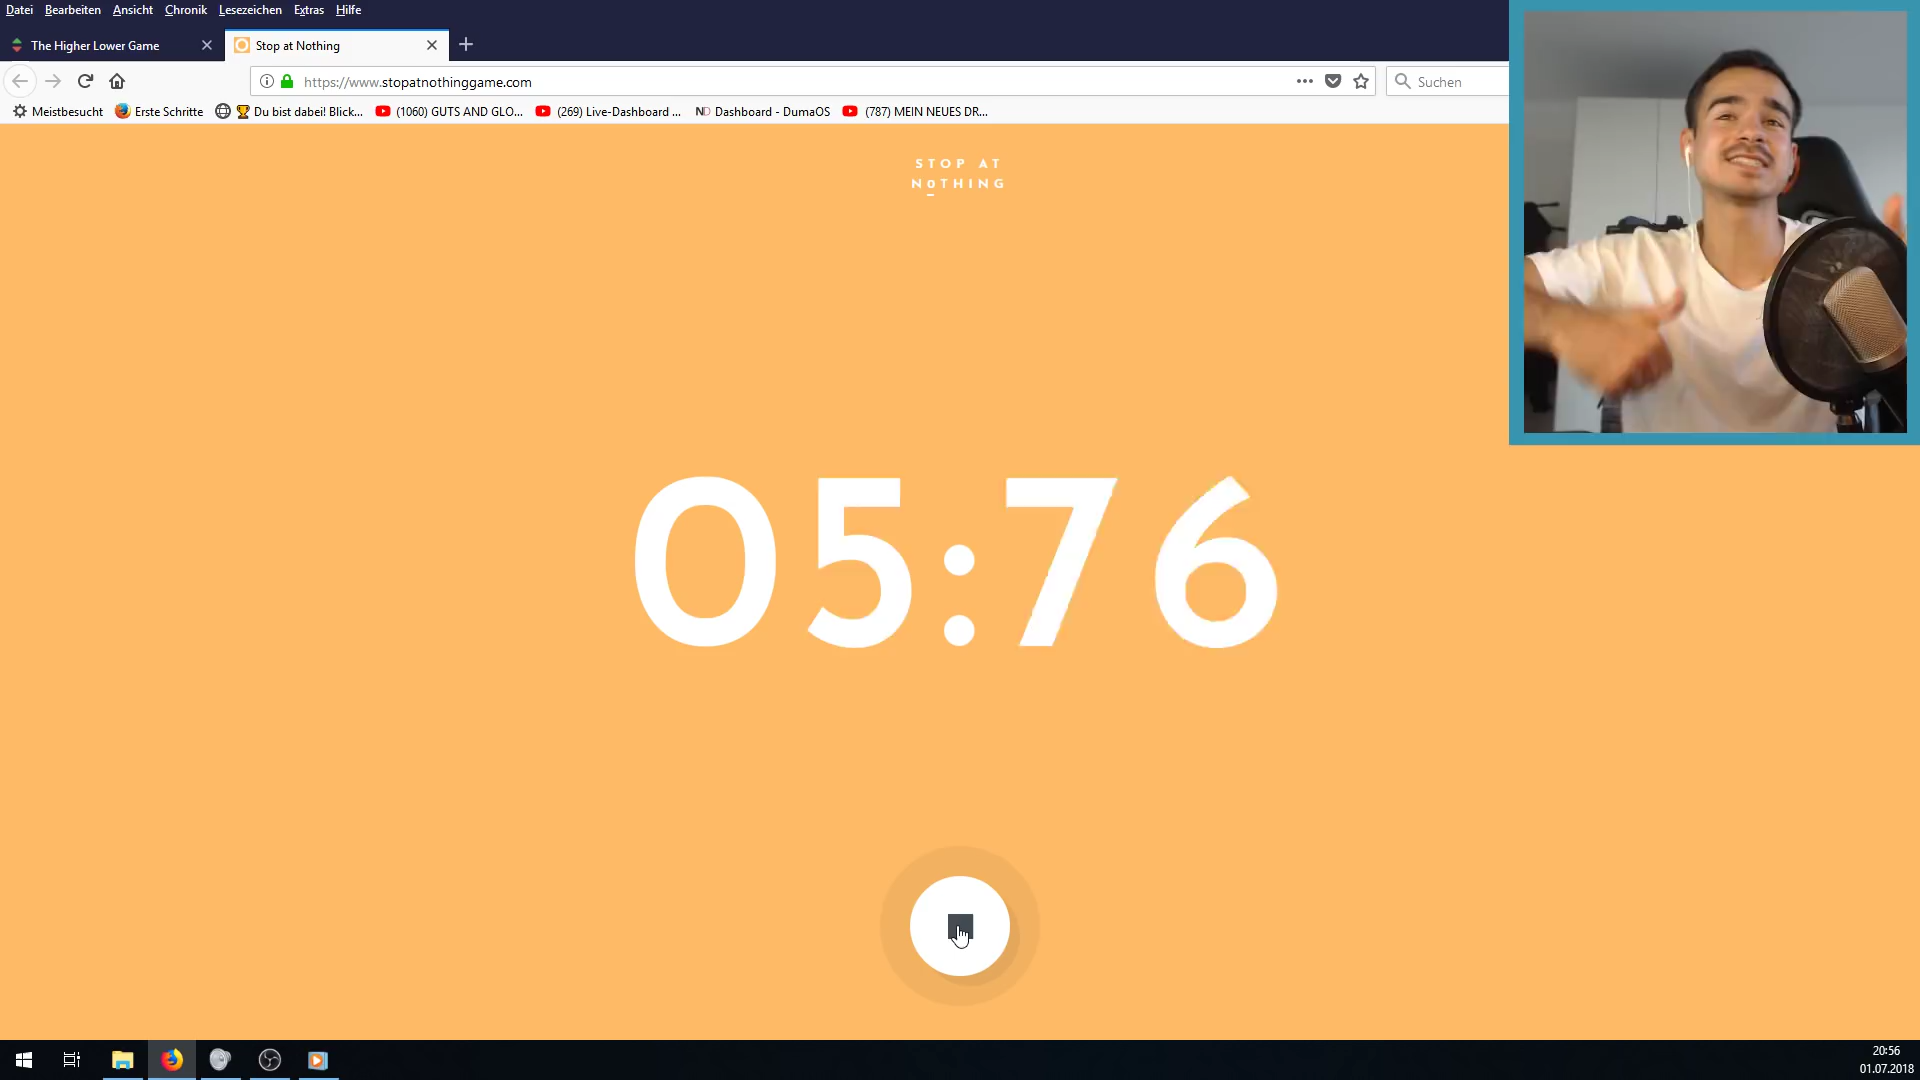 Datei Bearbeiten Ansicht Chronik Lesezeichen Extras Hilfe
The Higher Lower Game
Stop at Nothing
https://www.stopatnothinggame.com
Suchen
Meistbesucht Erste Schritte Du bist dabei! Blick... (1060) GUTS AND GLO... (269) Live-Dashboard ... ND Dashboard - DumaOS (787) MEIN NEUES DR...
STOP AT
N0THING
05:76
20:56
01.07.2018